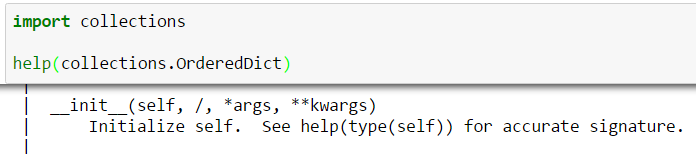 import collections
help(collections.OrderedDict)
|
| __init__(self, /, *args, **kwargs)
|     Initialize self.  See help(type(self)) for accurate signature.
|